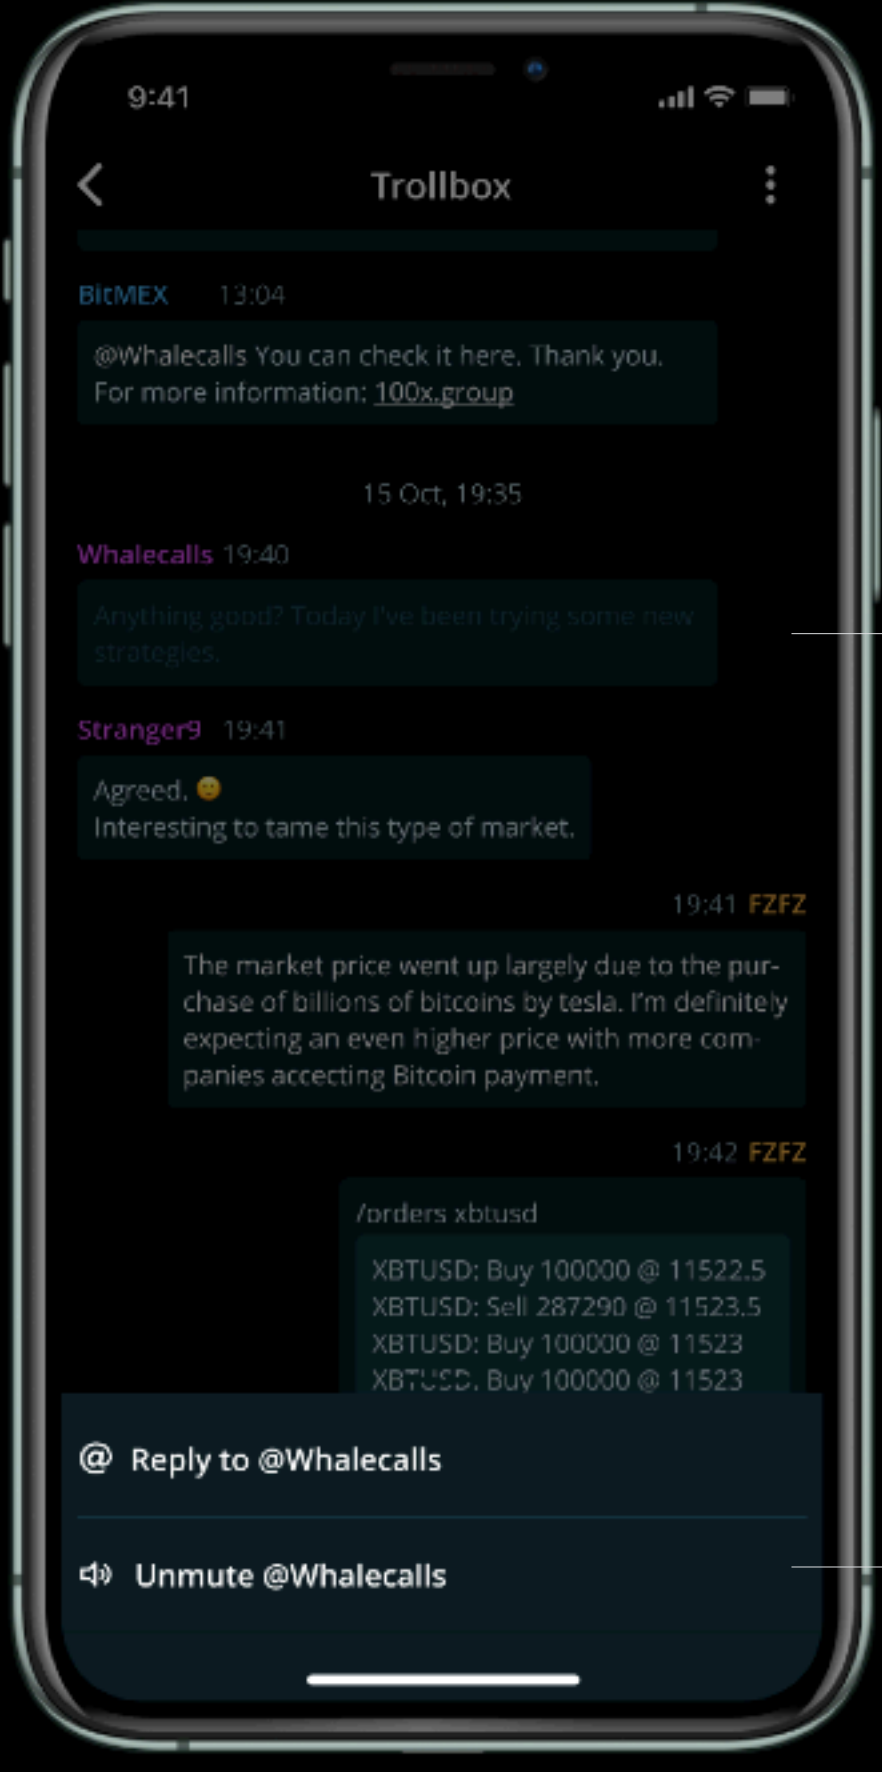 9:41
Trollbox
BitMEX 13:04
@Whalecalls You can check it here. Thank you.
For more information: 100x.group
15 Oct, 19:35
Whalecalls 19:40
Anything good? Today I've been trying some new
strategies.
Stranger9 19:41
Agreed. 🙂
Interesting to tame this type of market.
19:41 FZFZ
The market price went up largely due to the pur-
chase of billions of bitcoins by tesla. I'm definitely
expecting an even higher price with more com-
panies accecting Bitcoin payment.
19:42 FZFZ
/orders xbtusd
XBTUSD: Buy 100000 @ 11522.5
XBTUSD: Sell 287290 @ 11523.5
XBTUSD: Buy 100000 @ 11523
XBTUSD: Buy 100000 @ 11523
@ Reply to @Whalecalls
Unmute @Whalecalls